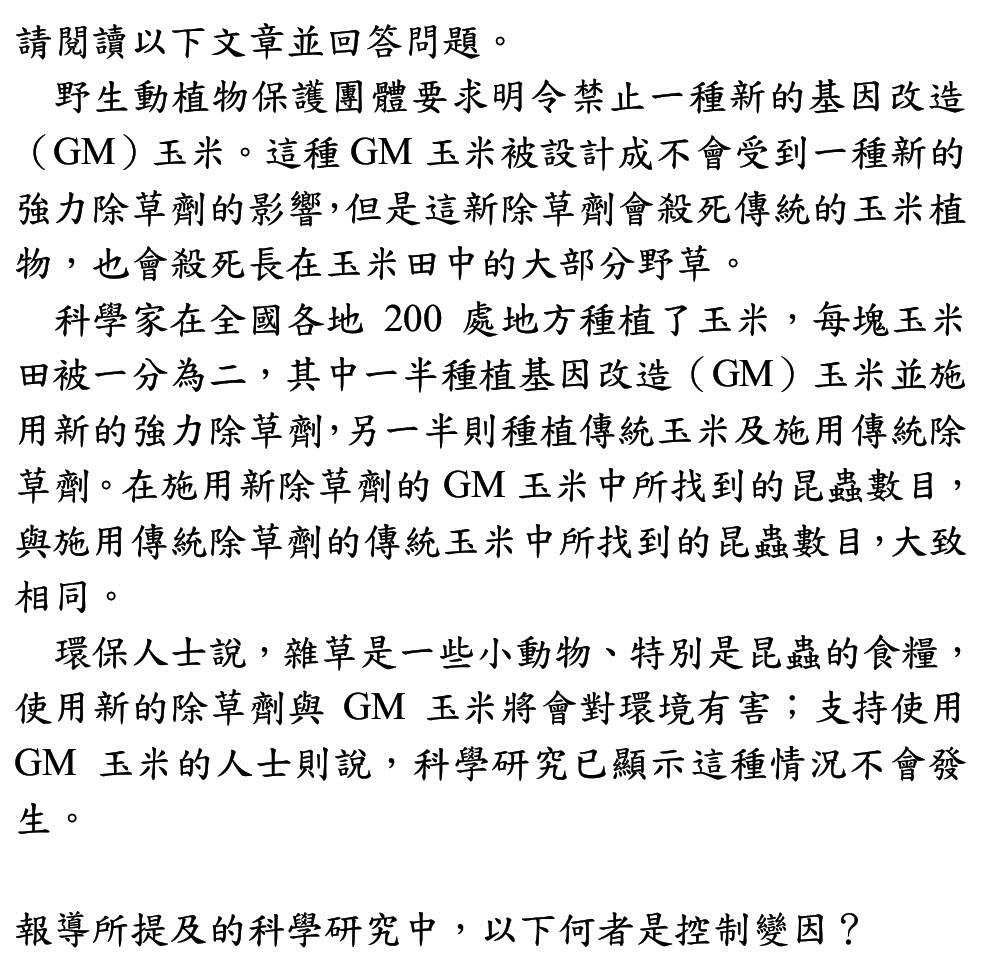 請閱讀以下文章並回答問題。
野生動植物保護團體要求明令禁止一種新的基因改造
（GM）玉米。這種 GM 玉米被設計成不會受到一種新的
強力除草劑的影響，但是這新除草劑會殺死傳統的玉米植
物，也會殺死長在玉米田中的大部分野草。
科學家在全國各地 200 處地方種植了玉米，每塊玉米
田被一分為二，其中一半種植基因改造（GM）玉米並施
用新的強力除草劑，另一半則種植傳統玉米及施用傳統除
草劑。在施用新除草劑的 GM 玉米中所找到的昆蟲數目，
與施用傳統除草劑的傳統玉米中所找到的昆蟲數目，大致
相同。
環保人士說，雜草是一些小動物、特別是昆蟲的食糧，
使用新的除草劑與 GM 玉米將會對環境有害；支持使用
GM 玉米的人士則說，科學研究已顯示這種情況不會發
生。
報導所提及的科學研究中，以下何者是控制變因？